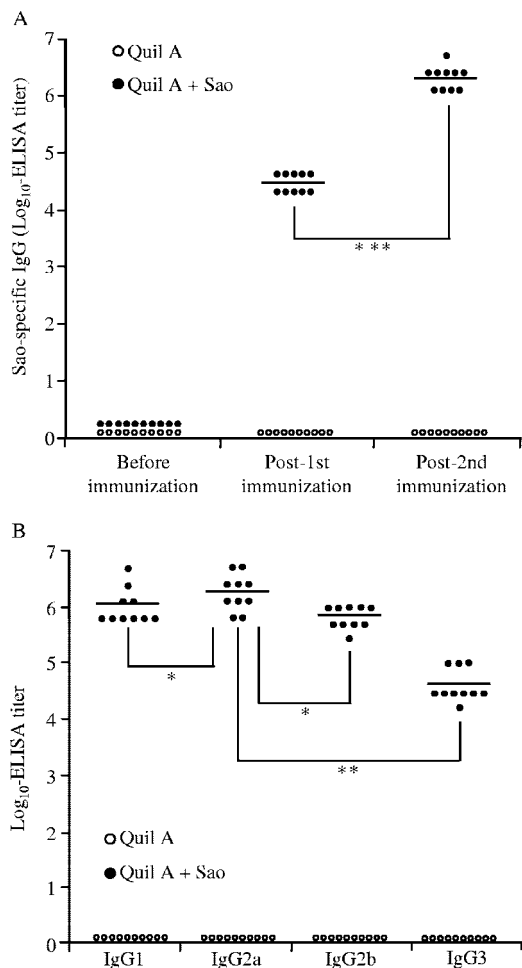 A
7
6
5
4
3
2
1
0
Sao-specific IgG (Log₁₀-ELISA titer)
Quil A
Quil A + Sao
* **
Before immunization
Post-1st immunization
Post-2nd immunization
B
7
6
5
4
3
2
1
0
Log₁₀-ELISA titer
*
*
**
Quil A
Quil A + Sao
IgG1 IgG2a IgG2b IgG3